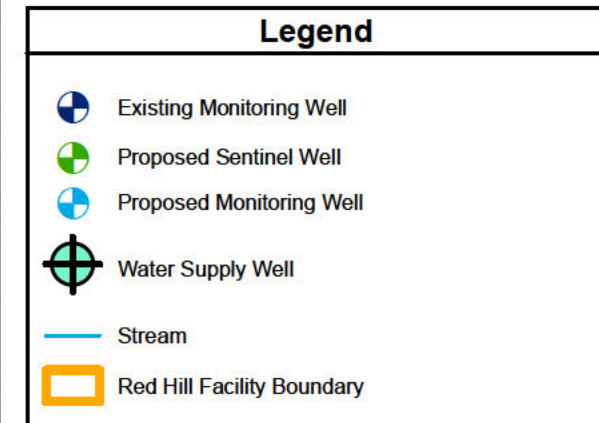 Legend
Existing Monitoring Well
Proposed Sentinel Well
Proposed Monitoring Well
Water Supply Well
Stream
Red Hill Facility Boundary